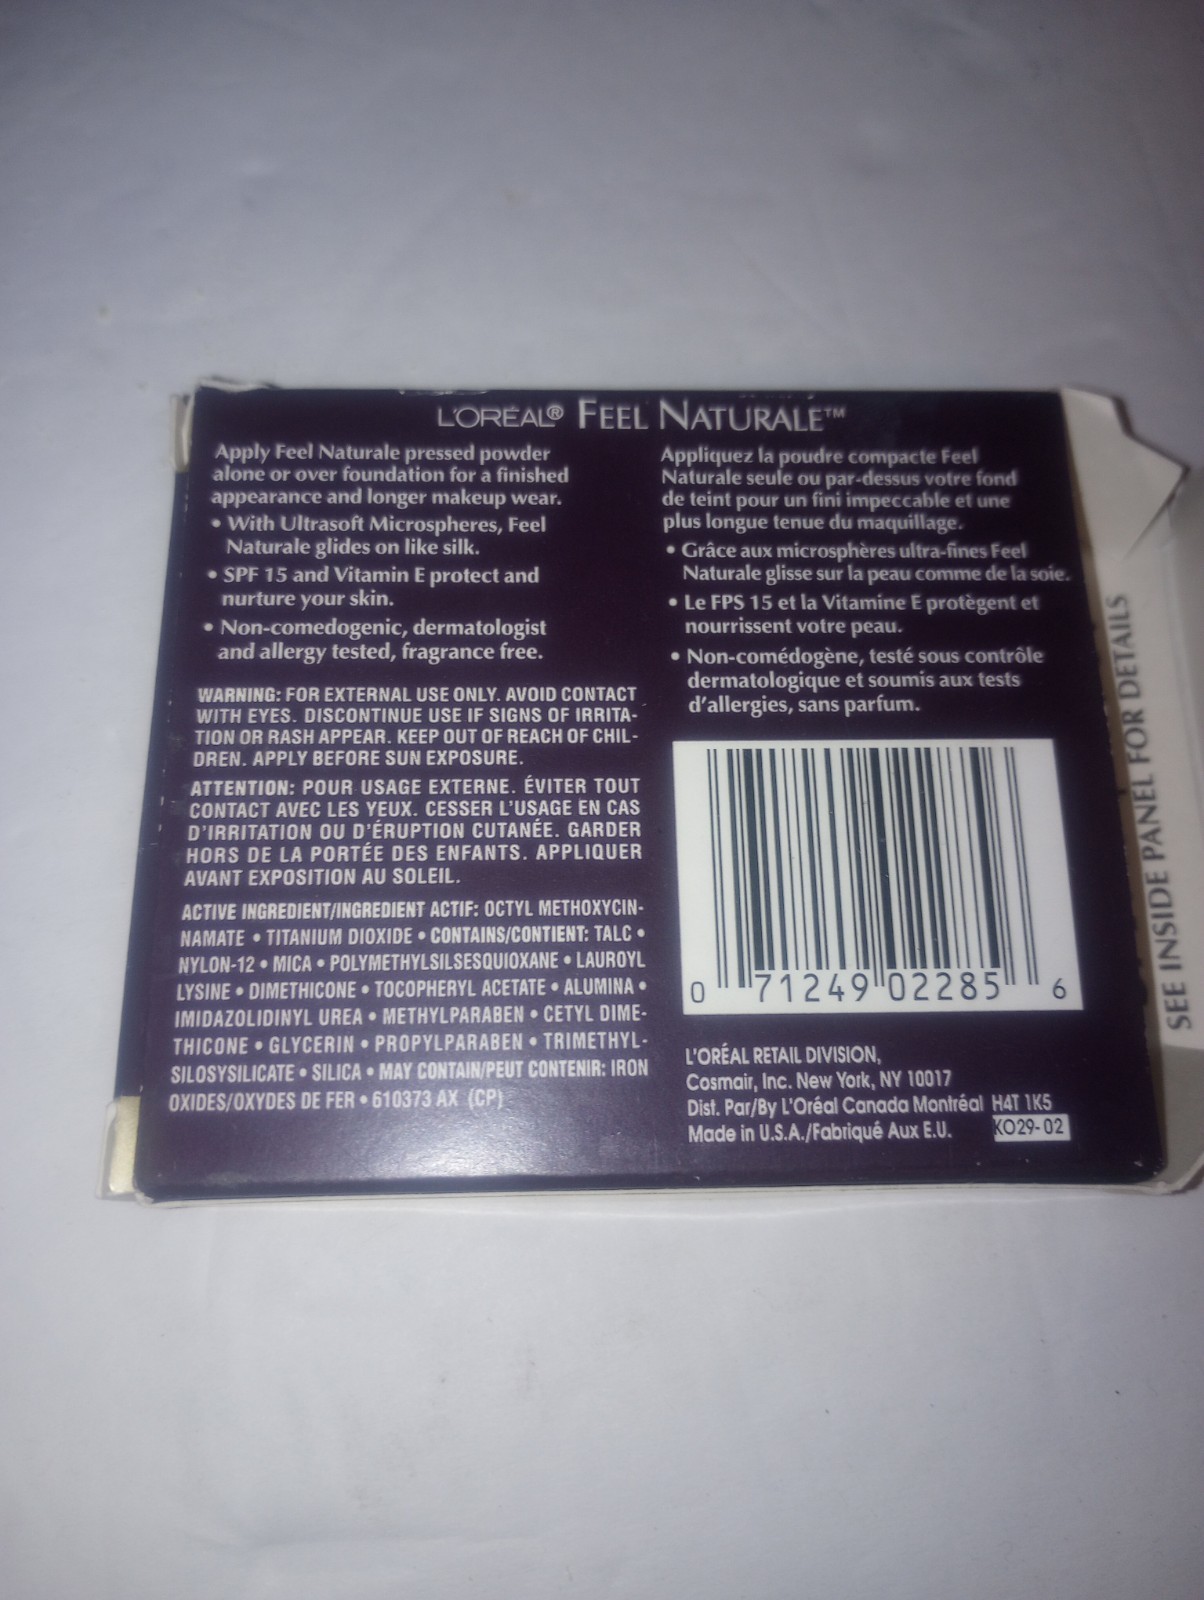 L'ORÉAL® FEEL NATURALE™
Apply Feel Naturale pressed powder
alone or over foundation for a finished
appearance and longer makeup wear.
• With Ultrasoft Microspheres, Feel
Naturale glides on like silk.
• SPF 15 and Vitamin E protect and
nurture your skin.
• Non-comedogenic, dermatologist
and allergy tested, fragrance free.
WARNING: FOR EXTERNAL USE ONLY. AVOID CONTACT
WITH EYES. DISCONTINUE USE IF SIGNS OF IRRITA-
TION OR RASH APPEAR. KEEP OUT OF REACH OF CHIL-
DREN. APPLY BEFORE SUN EXPOSURE.
ATTENTION: POUR USAGE EXTERNE. ÉVITER TOUT
CONTACT AVEC LES YEUX. CESSER L'USAGE EN CAS
D'IRRITATION OU D'ÉRUPTION CUTANÉE. GARDER
HORS DE LA PORTÉE DES ENFANTS. APPLIQUER
AVANT EXPOSITION AU SOLEIL.
ACTIVE INGREDIENT/INGREDIENT ACTIF: OCTYL METHOXYCIN-
NAMATE • TITANIUM DIOXIDE • CONTAINS/CONTIENT: TALC •
NYLON-12 • MICA • POLYMETHYLSILSESQUIOXANE • LAUROYL
LYSINE • DIMETHICONE • TOCOPHERYL ACETATE • ALUMINA •
IMIDAZOLIDINYL UREA • METHYLPARABEN • CETYL DIME-
THICONE • GLYCERIN • PROPYLPARABEN • TRIMETHYL-
SILOSYSILICATE • SILICA • MAY CONTAIN/PEUT CONTENIR: IRON
OXIDES/OXYDES DE FER • 610373 AX (CP)
Appliquez la poudre compacte Feel
Naturale seule ou par-dessus votre fond
de teint pour un fini impeccable et une
plus longue tenue du maquillage.
• Grâce aux microsphères ultra-fines Feel
Naturale glisse sur la peau comme de la soie.
• Le FPS 15 et la Vitamine E protègent et
nourrissent votre peau.
• Non-comédogène, testé sous contrôle
dermatologique et soumis aux tests
d'allergies, sans parfum.
0 71249 02285 6
L'ORÉAL RETAIL DIVISION,
Cosmair, Inc. New York, NY 10017
Dist. Par/By L'Oréal Canada Montréal H4T 1K5
Made in U.S.A./Fabriqué Aux E.U. KO29-02
SEE INSIDE PANEL FOR DETAILS